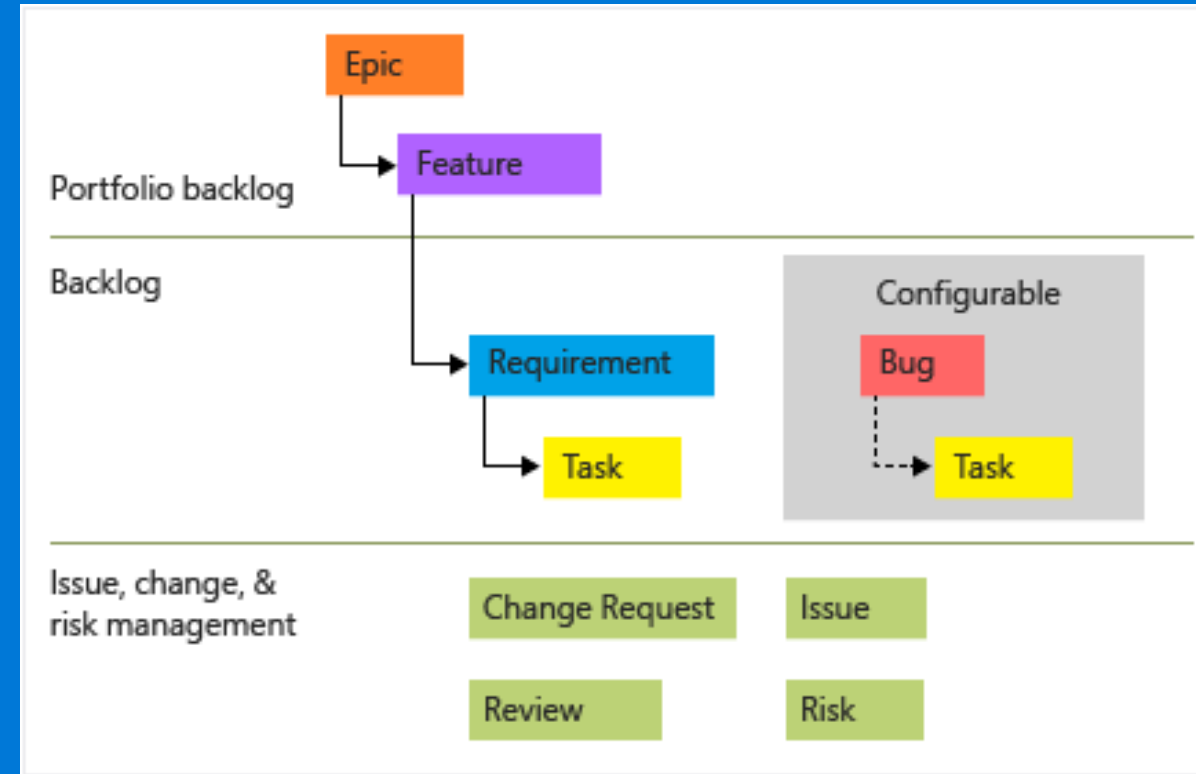 Epic
Feature
Portfolio backlog
Backlog
Configurable
Requirement
Bug
Task
Task
Issue, change, &
risk management
Change Request
Issue
Review
Risk